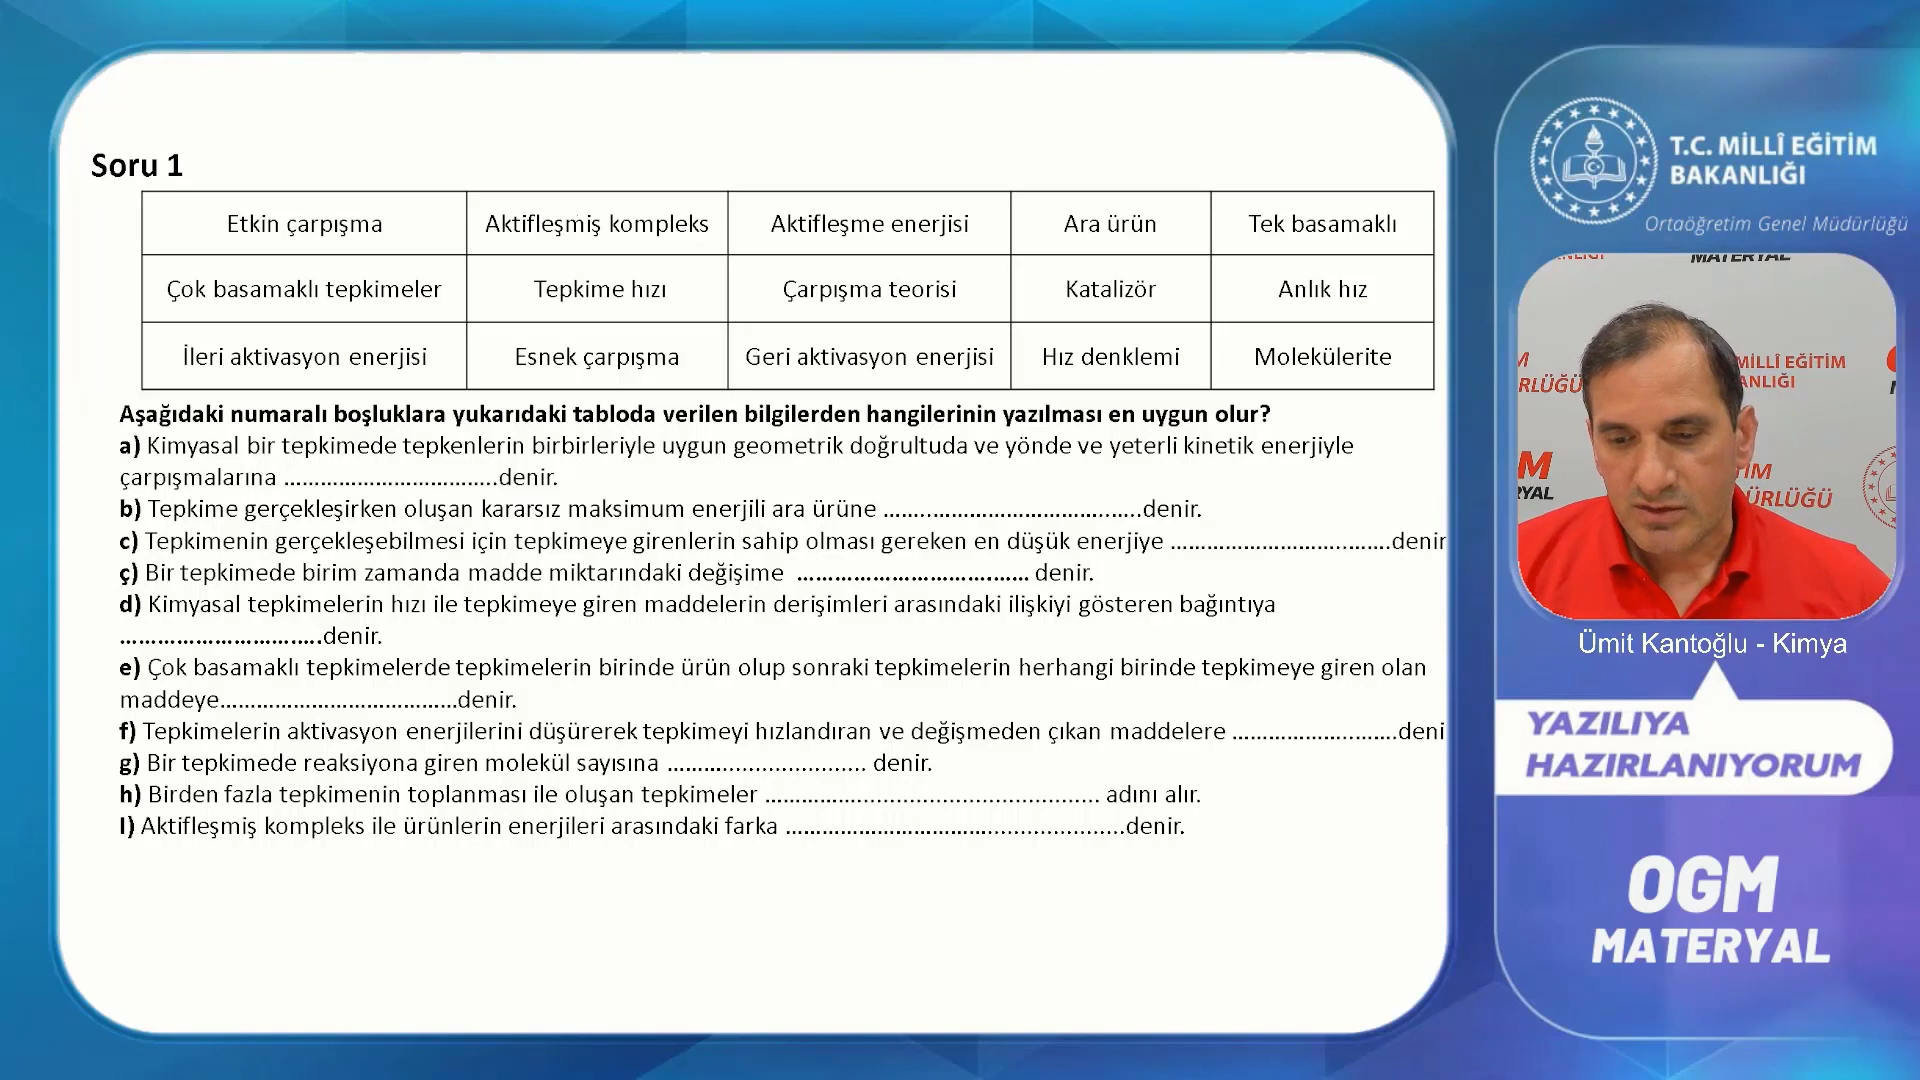 Soru 1
Etkin çarpışma Aktifleşmiş kompleks Aktifleşme enerjisi Ara ürün Tek basamaklı
Çok basamaklı tepkimeler Tepkime hızı Çarpışma teorisi Katalizör Anlık hız
İleri aktivasyon enerjisi Esnek çarpışma Geri aktivasyon enerjisi Hız denklemi Molekülerite
Aşağıdaki numaralı boşluklara yukarıdaki tabloda verilen bilgilerden hangilerinin yazılması en uygun olur?
a) Kimyasal bir tepkimede tepkenlerin birbirleriyle uygun geometrik doğrultuda ve yönde ve yeterli kinetik enerjiyle
çarpışmalarına ……………………………..denir.
b) Tepkime gerçekleşirken oluşan kararsız maksimum enerjili ara ürüne ……..……………………..…..denir.
c) Tepkimenin gerçekleşebilmesi için tepkimeye girenlerin sahip olması gereken en düşük enerjiye ………………………..…….denir
ç) Bir tepkimede birim zamanda madde miktarındaki değişime ………………………….…… denir.
d) Kimyasal tepkimelerin hızı ile tepkimeye giren maddelerin derişimleri arasındaki ilişkiyi gösteren bağıntıya
……………………….…..denir.
e) Çok basamaklı tepkimelerde tepkimelerin birinde ürün olup sonraki tepkimelerin herhangi birinde tepkimeye giren olan
maddeye…………………………………denir.
f) Tepkimelerin aktivasyon enerjilerini düşürerek tepkimeyi hızlandıran ve değişmeden çıkan maddelere ………………..…….deni
g) Bir tepkimede reaksiyona giren molekül sayısına ………..................... denir.
h) Birden fazla tepkimenin toplanması ile oluşan tepkimeler ……………………………………………… adını alır.
I) Aktifleşmiş kompleks ile ürünlerin enerjileri arasındaki farka ……………………………....................denir.
T.C. MİLLÎ EĞİTİM
BAKANLIĞI
Ortaöğretim Genel Müdürlüğü
MATERYAL
MİLLÎ EĞİTİM
ANLIĞI
RLÜĞÜ
M
RYAL
TİM
ÜRLÜĞÜ
Ümit Kantoğlu - Kimya
YAZILIYA
HAZIRLANIYORUM
OGM
MATERYAL